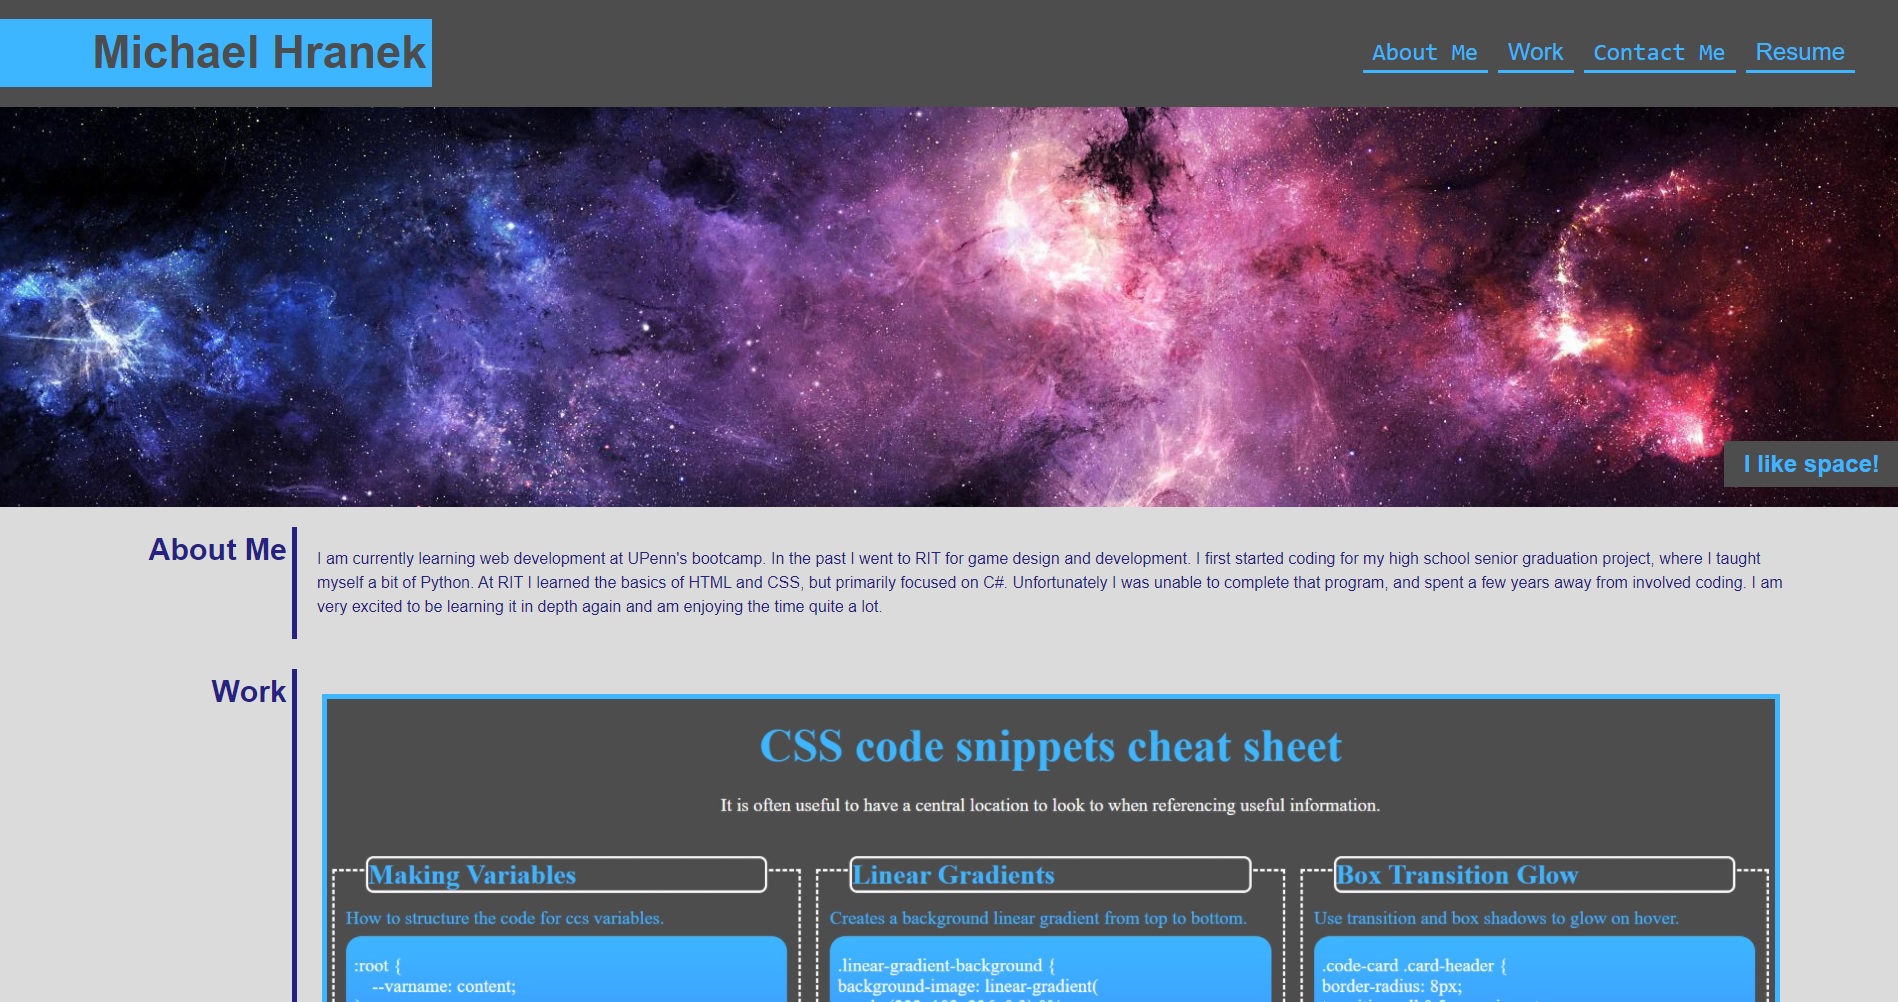 Michael Hranek
About Me Work Contact Me Resume
I like space!
About Me
I am currently learning web development at UPenn's bootcamp. In the past I went to RIT for game design and development. I first started coding for my high school senior graduation project, where I taught
myself a bit of Python. At RIT I learned the basics of HTML and CSS, but primarily focused on C#. Unfortunately I was unable to complete that program, and spent a few years away from involved coding. I am
very excited to be learning it in depth again and am enjoying the time quite a lot.
Work
CSS code snippets cheat sheet
It is often useful to have a central location to look to when referencing useful information.
Making Variables
How to structure the code for ccs variables.
:root {
--varname: content;
Linear Gradients
Creates a background linear gradient from top to bottom.
.linear-gradient-background {
background-image: linear-gradient(
Box Transition Glow
Use transition and box shadows to glow on hover.
.code-card .card-header {
border-radius: 8px;